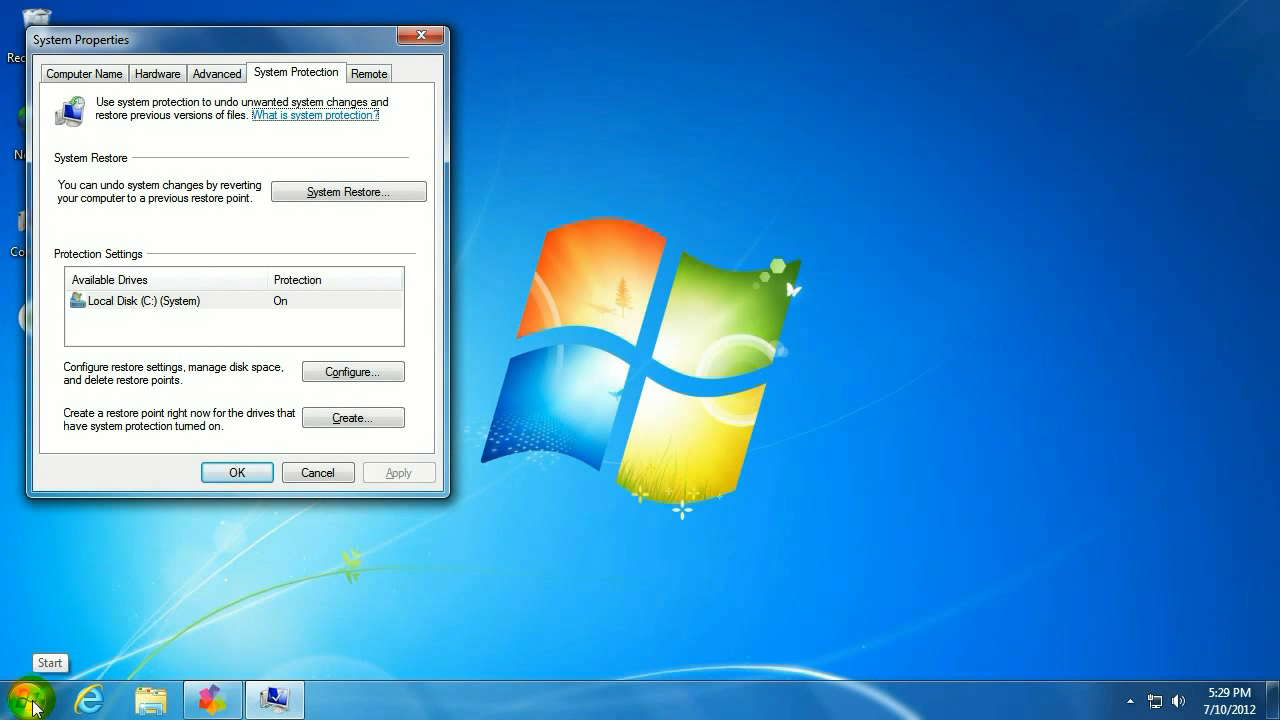 System Properties
Computer Name
Hardware
Advanced
System Protection
Remote
Use system protection to undo unwanted system changes and
restore previous versions of files. What is system protection?
System Restore
You can undo system changes by reverting
your computer to a previous restore point.
System Restore...
Protection Settings
Available Drives
Protection
Local Disk (C:) (System)
On
Configure restore settings, manage disk space,
and delete restore points.
Configure...
Create a restore point right now for the drives that
have system protection turned on.
Create...
OK
Cancel
Apply
Start
5:29 PM
7/10/2012